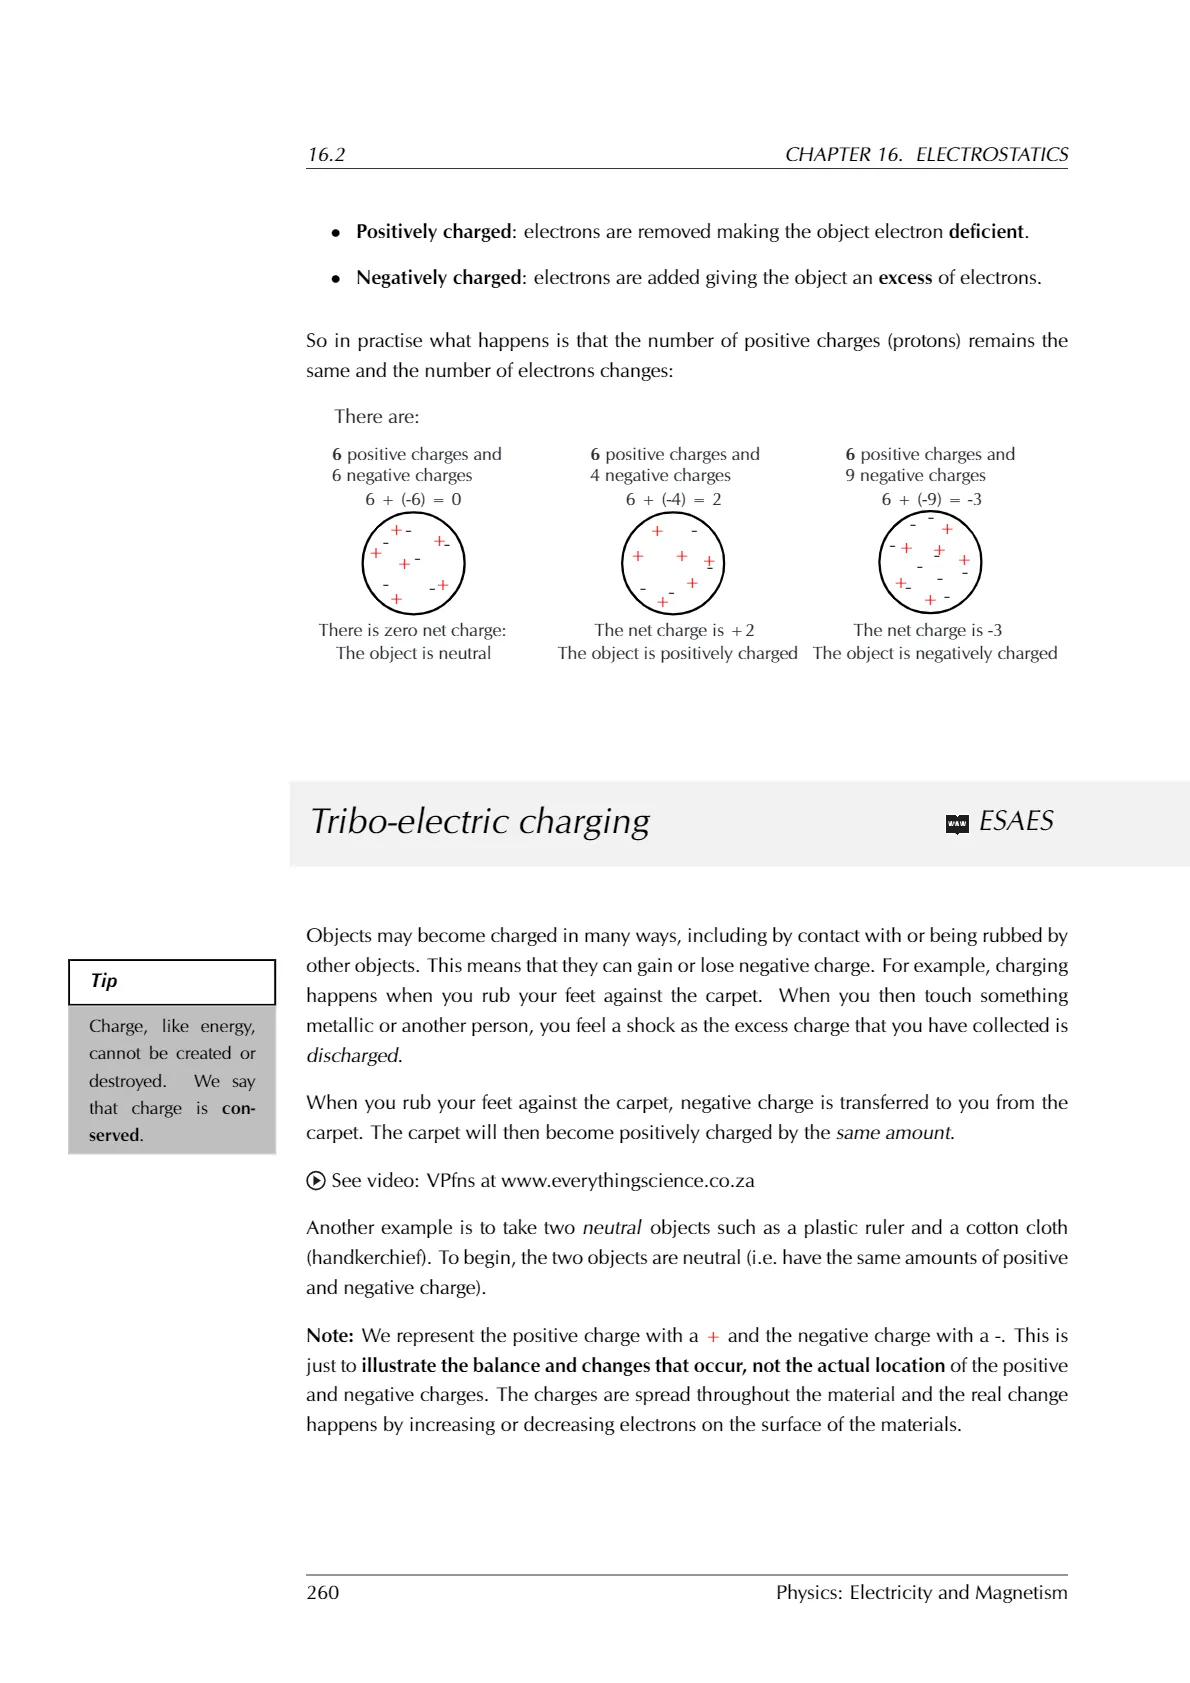 16.2 CHAPTER 16. ELECTROSTATICS
• Positively charged: electrons are removed making the object electron deficient.
• Negatively charged: electrons are added giving the object an excess of electrons.
So in practise what happens is that the number of positive charges (protons) remains the
same and the number of electrons changes:
There are:
6 positive charges and
6 negative charges
6 + (-6) = 0
There is zero net charge:
The object is neutral
6 positive charges and
4 negative charges
6 + (-4) = 2
The net charge is +2
The object is positively charged
6 positive charges and
9 negative charges
6 + (-9) = -3
The net charge is -3
The object is negatively charged
Tribo-electric charging
WWW ESAES
Objects may become charged in many ways, including by contact with or being rubbed by
other objects. This means that they can gain or lose negative charge. For example, charging
happens when you rub your feet against the carpet. When you then touch something
metallic or another person, you feel a shock as the excess charge that you have collected is
discharged.
Tip
Charge, like energy,
cannot be created or
destroyed. We say
that charge is con-
served.
When you rub your feet against the carpet, negative charge is transferred to you from the
carpet. The carpet will then become positively charged by the same amount.
See video: VPfns at www.everythingscience.co.za
Another example is to take two neutral objects such as a plastic ruler and a cotton cloth
(handkerchief). To begin, the two objects are neutral (i.e. have the same amounts of positive
and negative charge).
Note: We represent the positive charge with a + and the negative charge with a -. This is
just to illustrate the balance and changes that occur, not the actual location of the positive
and negative charges. The charges are spread throughout the material and the real change
happens by increasing or decreasing electrons on the surface of the materials.
260 Physics: Electricity and Magnetism